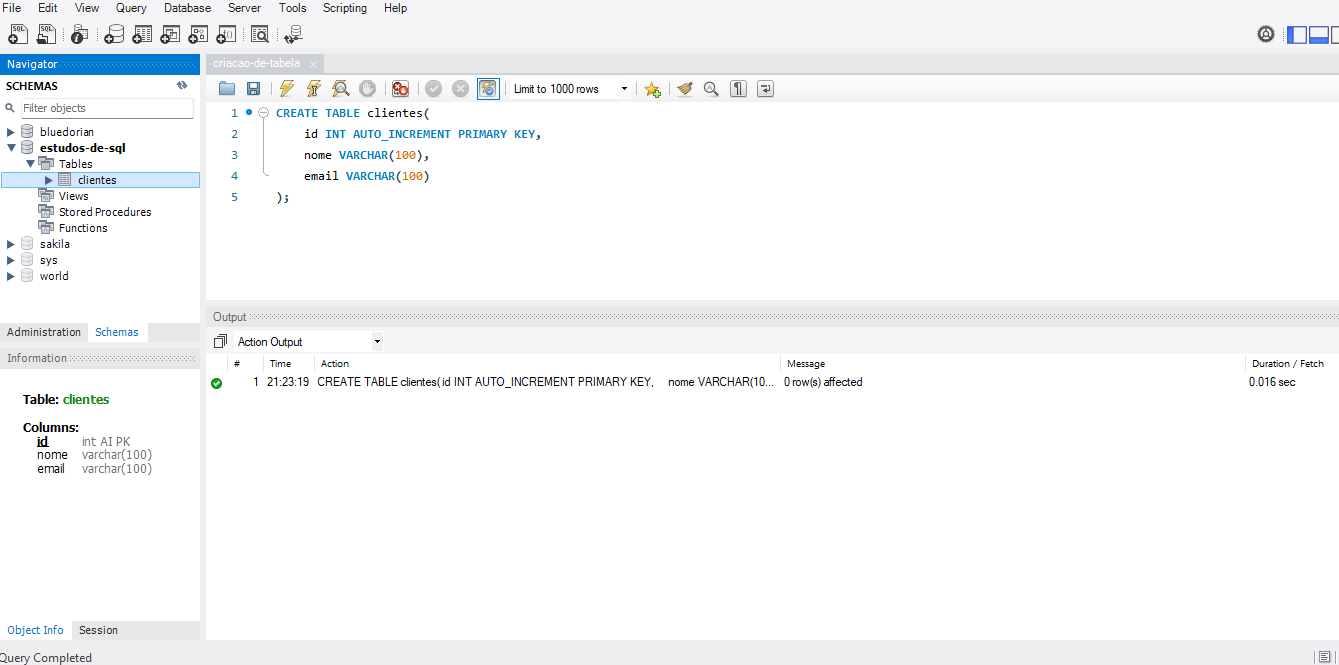 File Edit View Query Database Server Tools Scripting Help
Navigator
SCHEMAS
Filter objects
bluedorian
estudos-de-sql
Tables
clientes
Views
Stored Procedures
Functions
sakila
sys
world
Administration Schemas
Information
Table: clientes
Columns:
id int AI PK
nome varchar(100)
email varchar(100)
Object Info Session
criacao-de-tabela
Limit to 1000 rows
1 CREATE TABLE clientes(
2 id INT AUTO_INCREMENT PRIMARY KEY,
3 nome VARCHAR(100),
4 email VARCHAR(100)
5 );
Output
Action Output
# Time Action Message Duration / Fetch
1 21:23:19 CREATE TABLE clientes( id INT AUTO_INCREMENT PRIMARY KEY, nome VARCHAR(10... 0 row(s) affected 0.016 sec
Query Completed